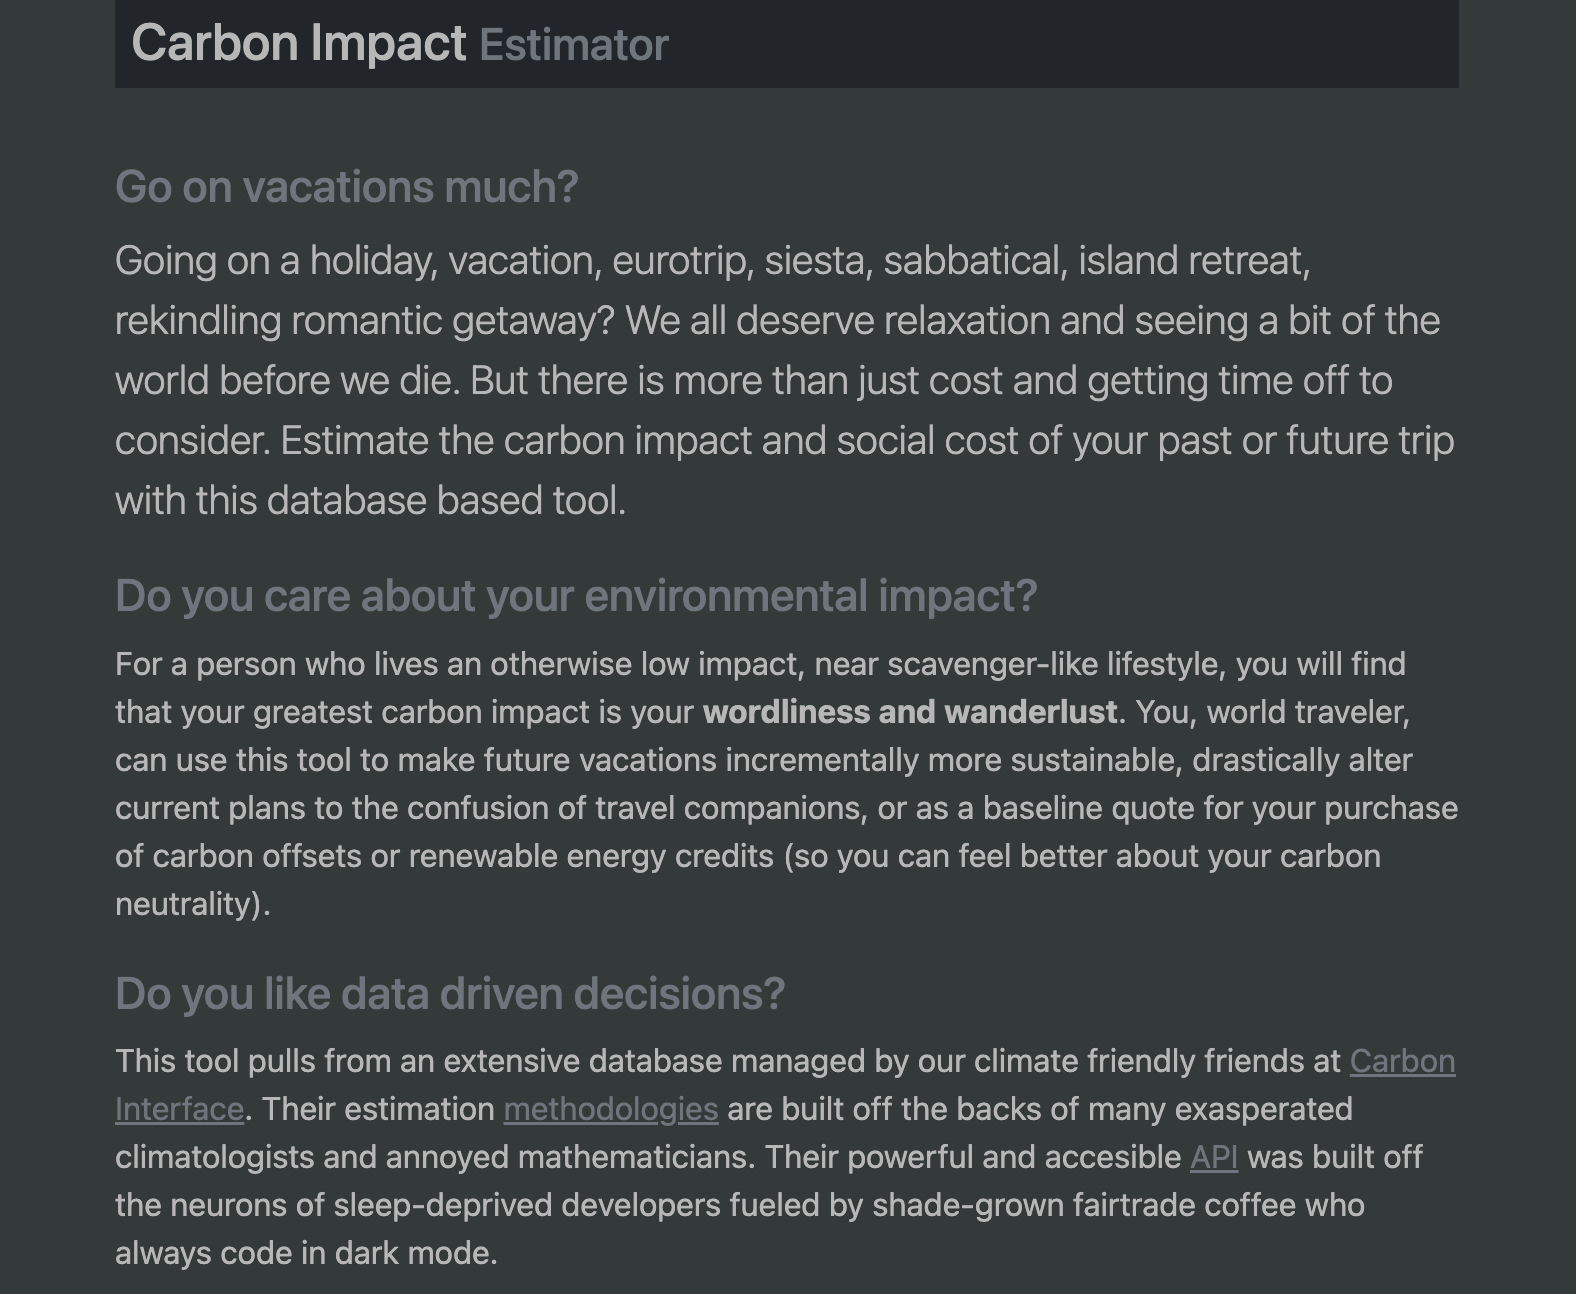 Carbon Impact Estimator
Go on vacations much?
Going on a holiday, vacation, eurotrip, siesta, sabbatical, island retreat,
rekindling romantic getaway? We all deserve relaxation and seeing a bit of the
world before we die. But there is more than just cost and getting time off to
consider. Estimate the carbon impact and social cost of your past or future trip
with this database based tool.
Do you care about your environmental impact?
For a person who lives an otherwise low impact, near scavenger-like lifestyle, you will find
that your greatest carbon impact is your wordliness and wanderlust. You, world traveler,
can use this tool to make future vacations incrementally more sustainable, drastically alter
current plans to the confusion of travel companions, or as a baseline quote for your purchase
of carbon offsets or renewable energy credits (so you can feel better about your carbon
neutrality).
Do you like data driven decisions?
This tool pulls from an extensive database managed by our climate friendly friends at Carbon
Interface. Their estimation methodologies are built off the backs of many exasperated
climatologists and annoyed mathematicians. Their powerful and accesible API was built off
the neurons of sleep-deprived developers fueled by shade-grown fairtrade coffee who
always code in dark mode.